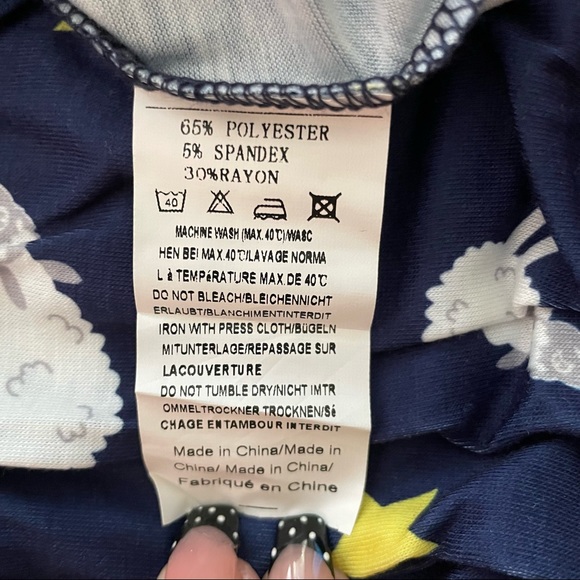 65% POLYESTER
5% SPANDEX
30%RAYON
40
MACHINE WASH (MAX.40℃)/WASC
HEN BEI MAX.40℃/LAVAGE NORMA
L à TEMPéRATURE MAX.DE 40℃
DO NOT BLEACH/BLEICHENNICHT
ERLAUBT/BLANCHIMENTINTERDIT
IRON WITH PRESS CLOTH/BüGELN
MITUNTERLAGE/REPASSAGE SUR
LACOUVERTURE
DO NOT TUMBLE DRY/NICHT IMTR
OMMELTROCKNER TROCKNEN/Sé
CHAGE EN TAMBOUR INTERDIT
Made in China/Made in
China/ Made in China/
Fabriqué en Chine